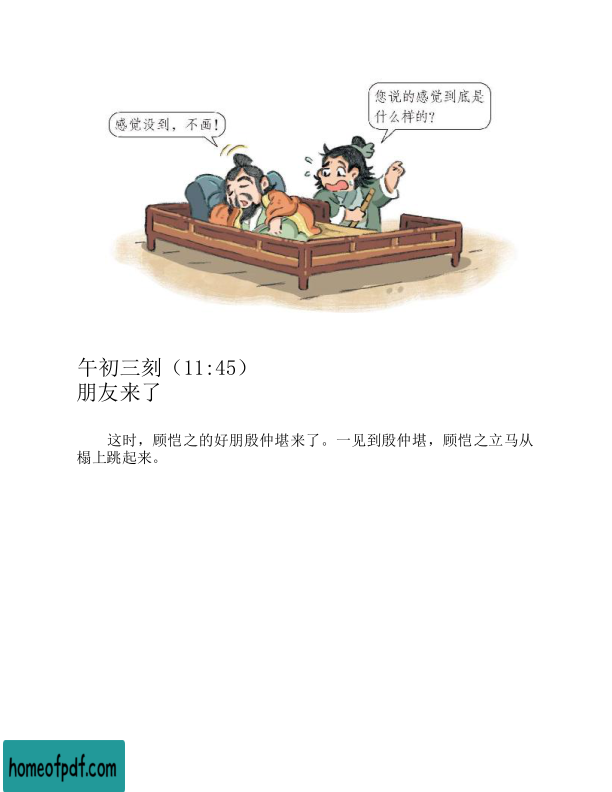 感觉没到，不画！
您说的感觉到底是
什么样的？
午初三刻（11:45）
朋友来了
这时，顾恺之的好朋殷仲堪来了。一见到殷仲堪，顾恺之立马从
榻上跳起来。
homeofpdf.com